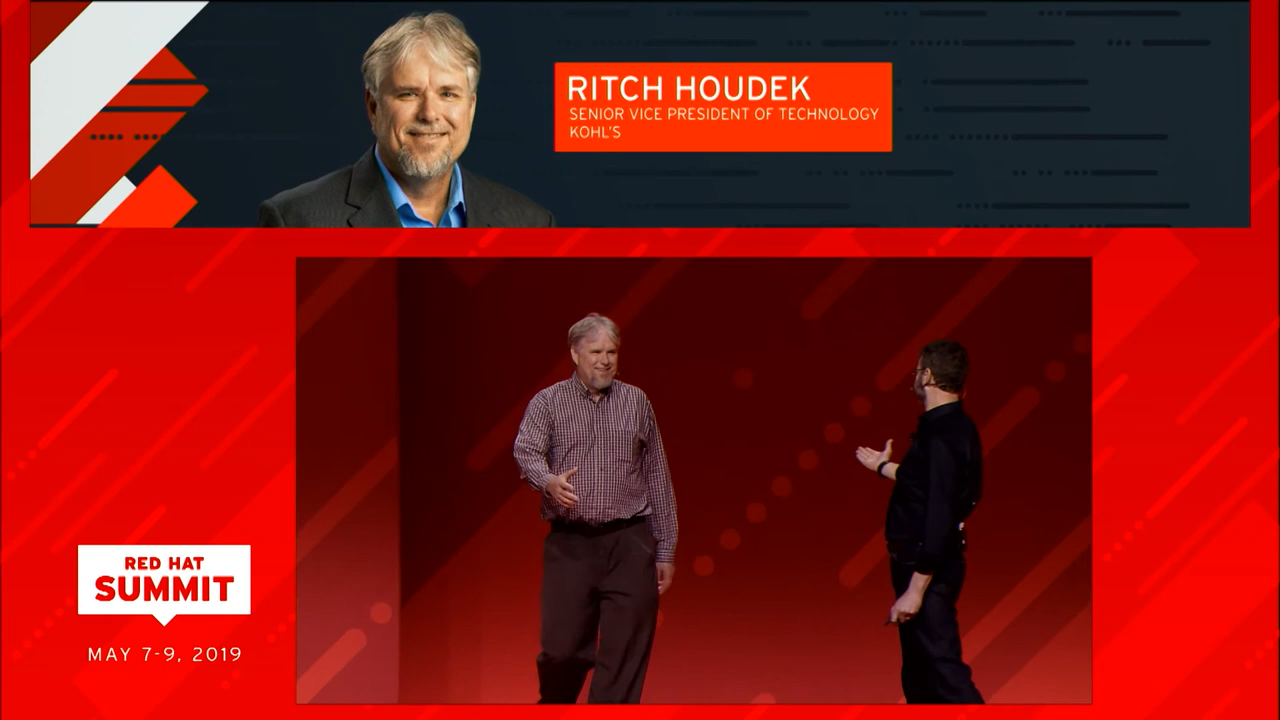 RITCH HOUDEK
SENIOR VICE PRESIDENT OF TECHNOLOGY
KOHL'S
RED HAT
SUMMIT
MAY 7-9, 2019